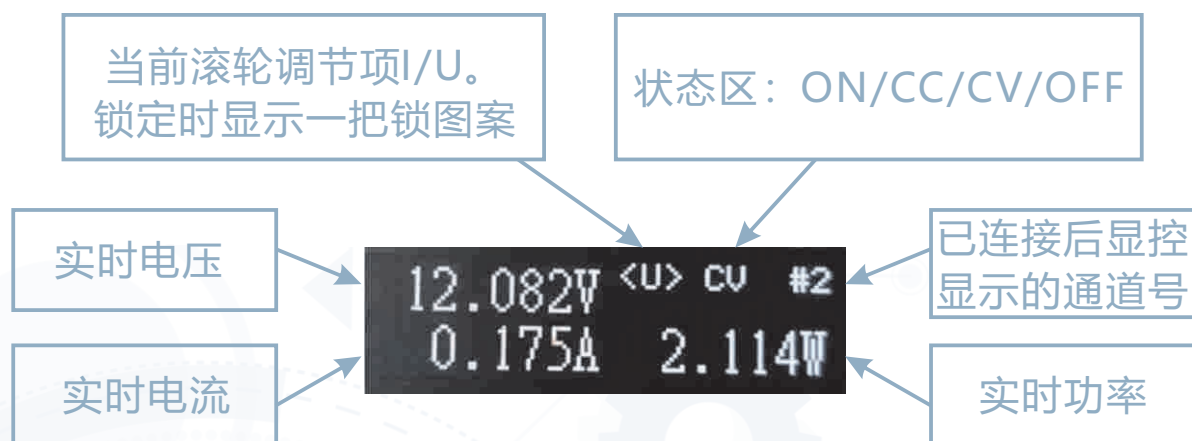 当前滚轮调节项I/U。
锁定时显示一把锁图案
状态区：ON/CC/CV/OFF
实时电压
12.082V <U> CV #2
已连接后显控
显示的通道号
0.175A 2.114W
实时电流
实时功率